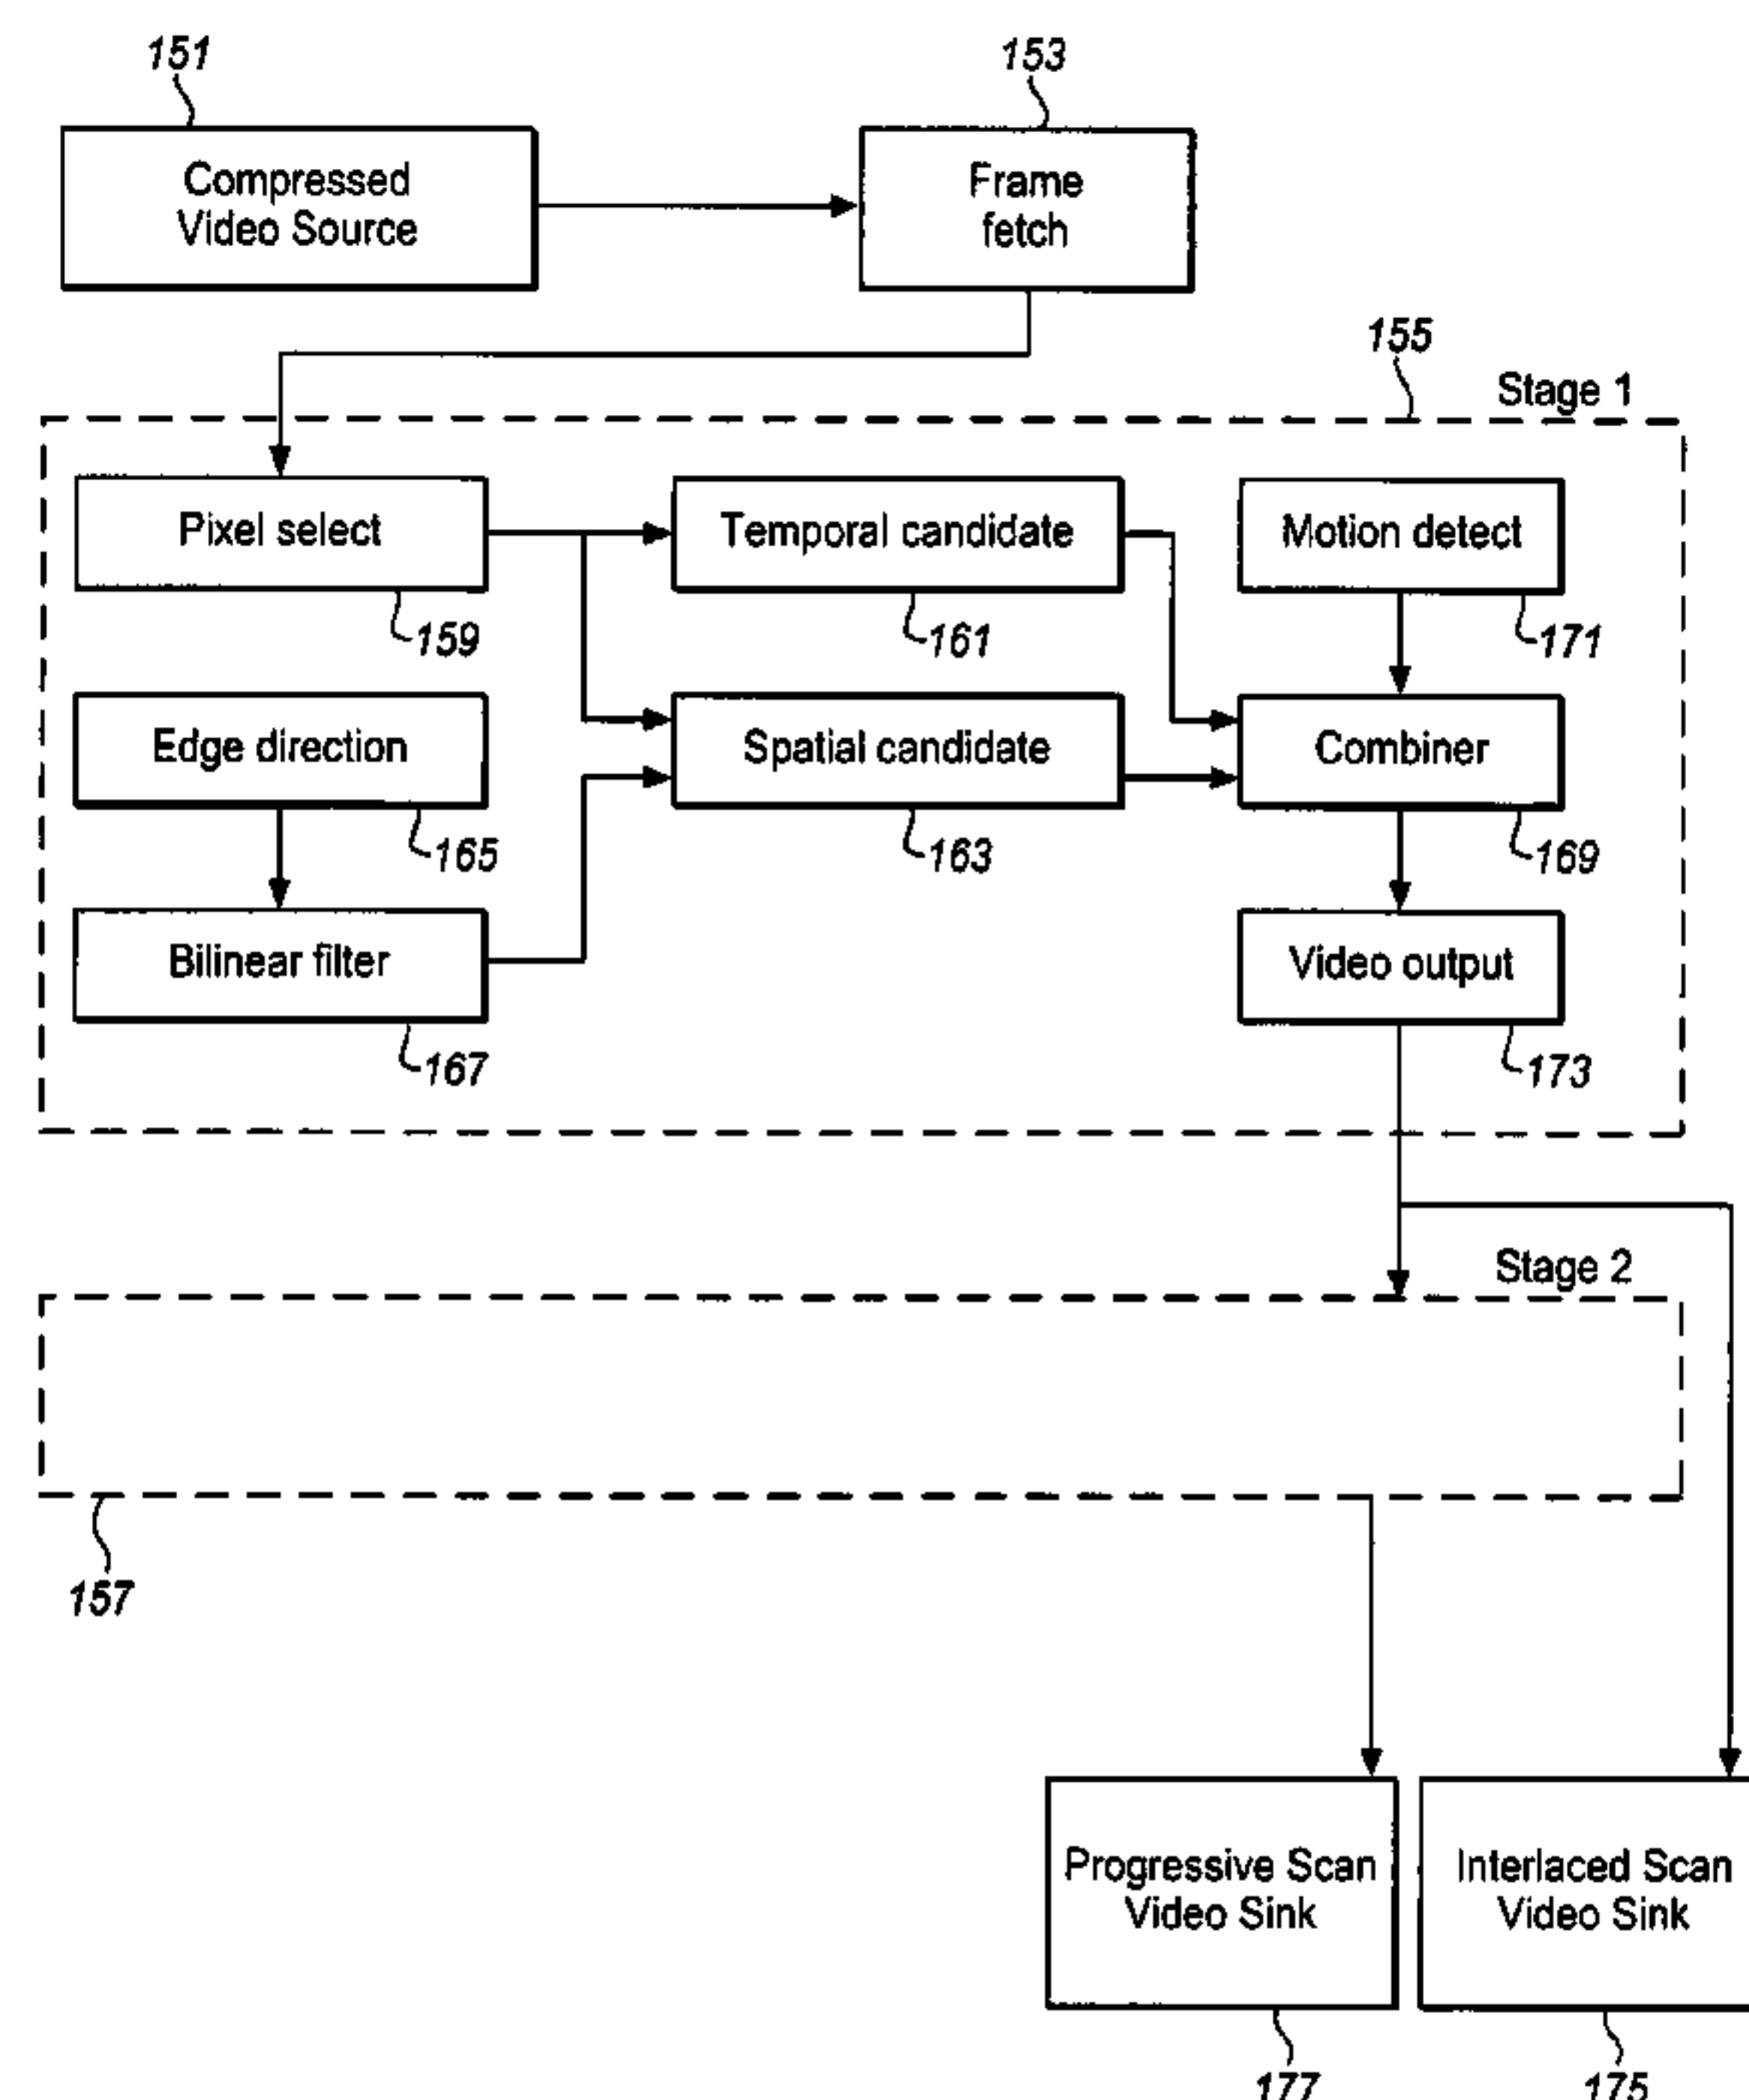 151
153
Compressed
Video Source
Frame
fetch
155
Stage 1
Pixel select
Temporal candidate
Motion detect
159
161
171
Edge direction
Spatial candidate
Combiner
165
163
169
Bilinear filter
Video output
167
173
Stage 2
157
Progressive Scan
Video Sink
Interlaced Scan
Video Sink
177
175